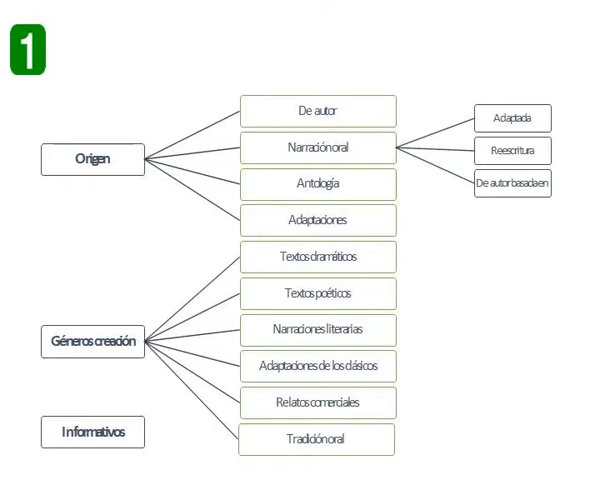 1
De autor
Adaptada
Origen
Narración oral
Reescritura
Antología
De autor basada en
Adaptaciones
Textos dramáticos
Textos poéticos
Géneros creación
Narraciones literarias
Adaptaciones de los clásicos
Relatos comerciales
Informativos
Tradición oral